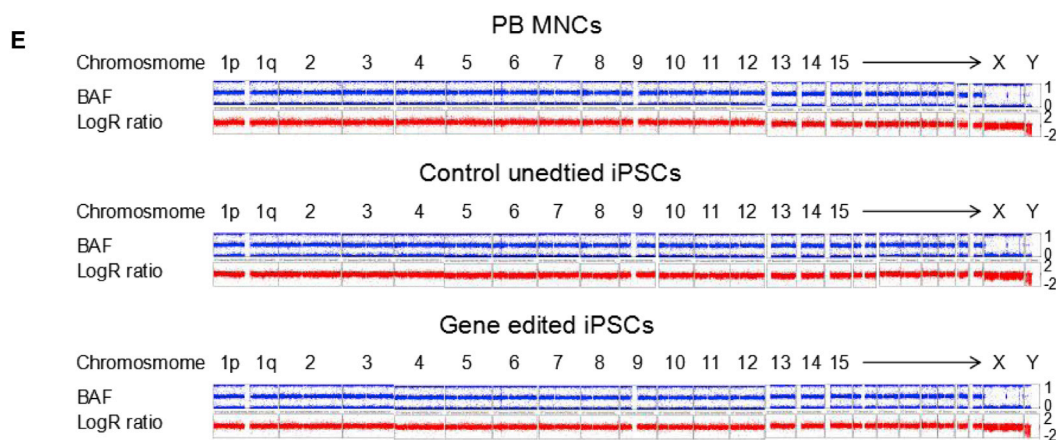 E
PB MNCs
Chromosmome 1p 1q 2 3 4 5 6 7 8 9 10 11 12 13 14 15 X Y
BAF 1 0
LogR ratio 2 -2
Control unedtied iPSCs
Chromosmome 1p 1q 2 3 4 5 6 7 8 9 10 11 12 13 14 15 X Y
BAF 1 0
LogR ratio 2 -2
Gene edited iPSCs
Chromosmome 1p 1q 2 3 4 5 6 7 8 9 10 11 12 13 14 15 X Y
BAF 1 0
LogR ratio 2 -2